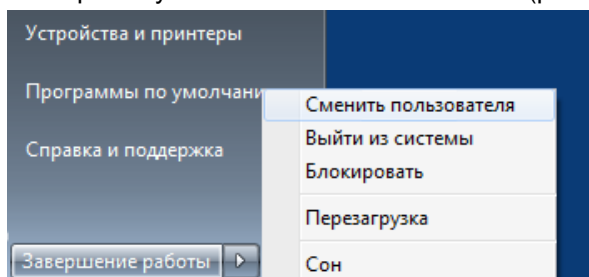 Устройства и принтеры
Программы по умолчани
Сменить пользователя
Выйти из системы
Справка и поддержка
Блокировать
Перезагрузка
Завершение работы
Сон